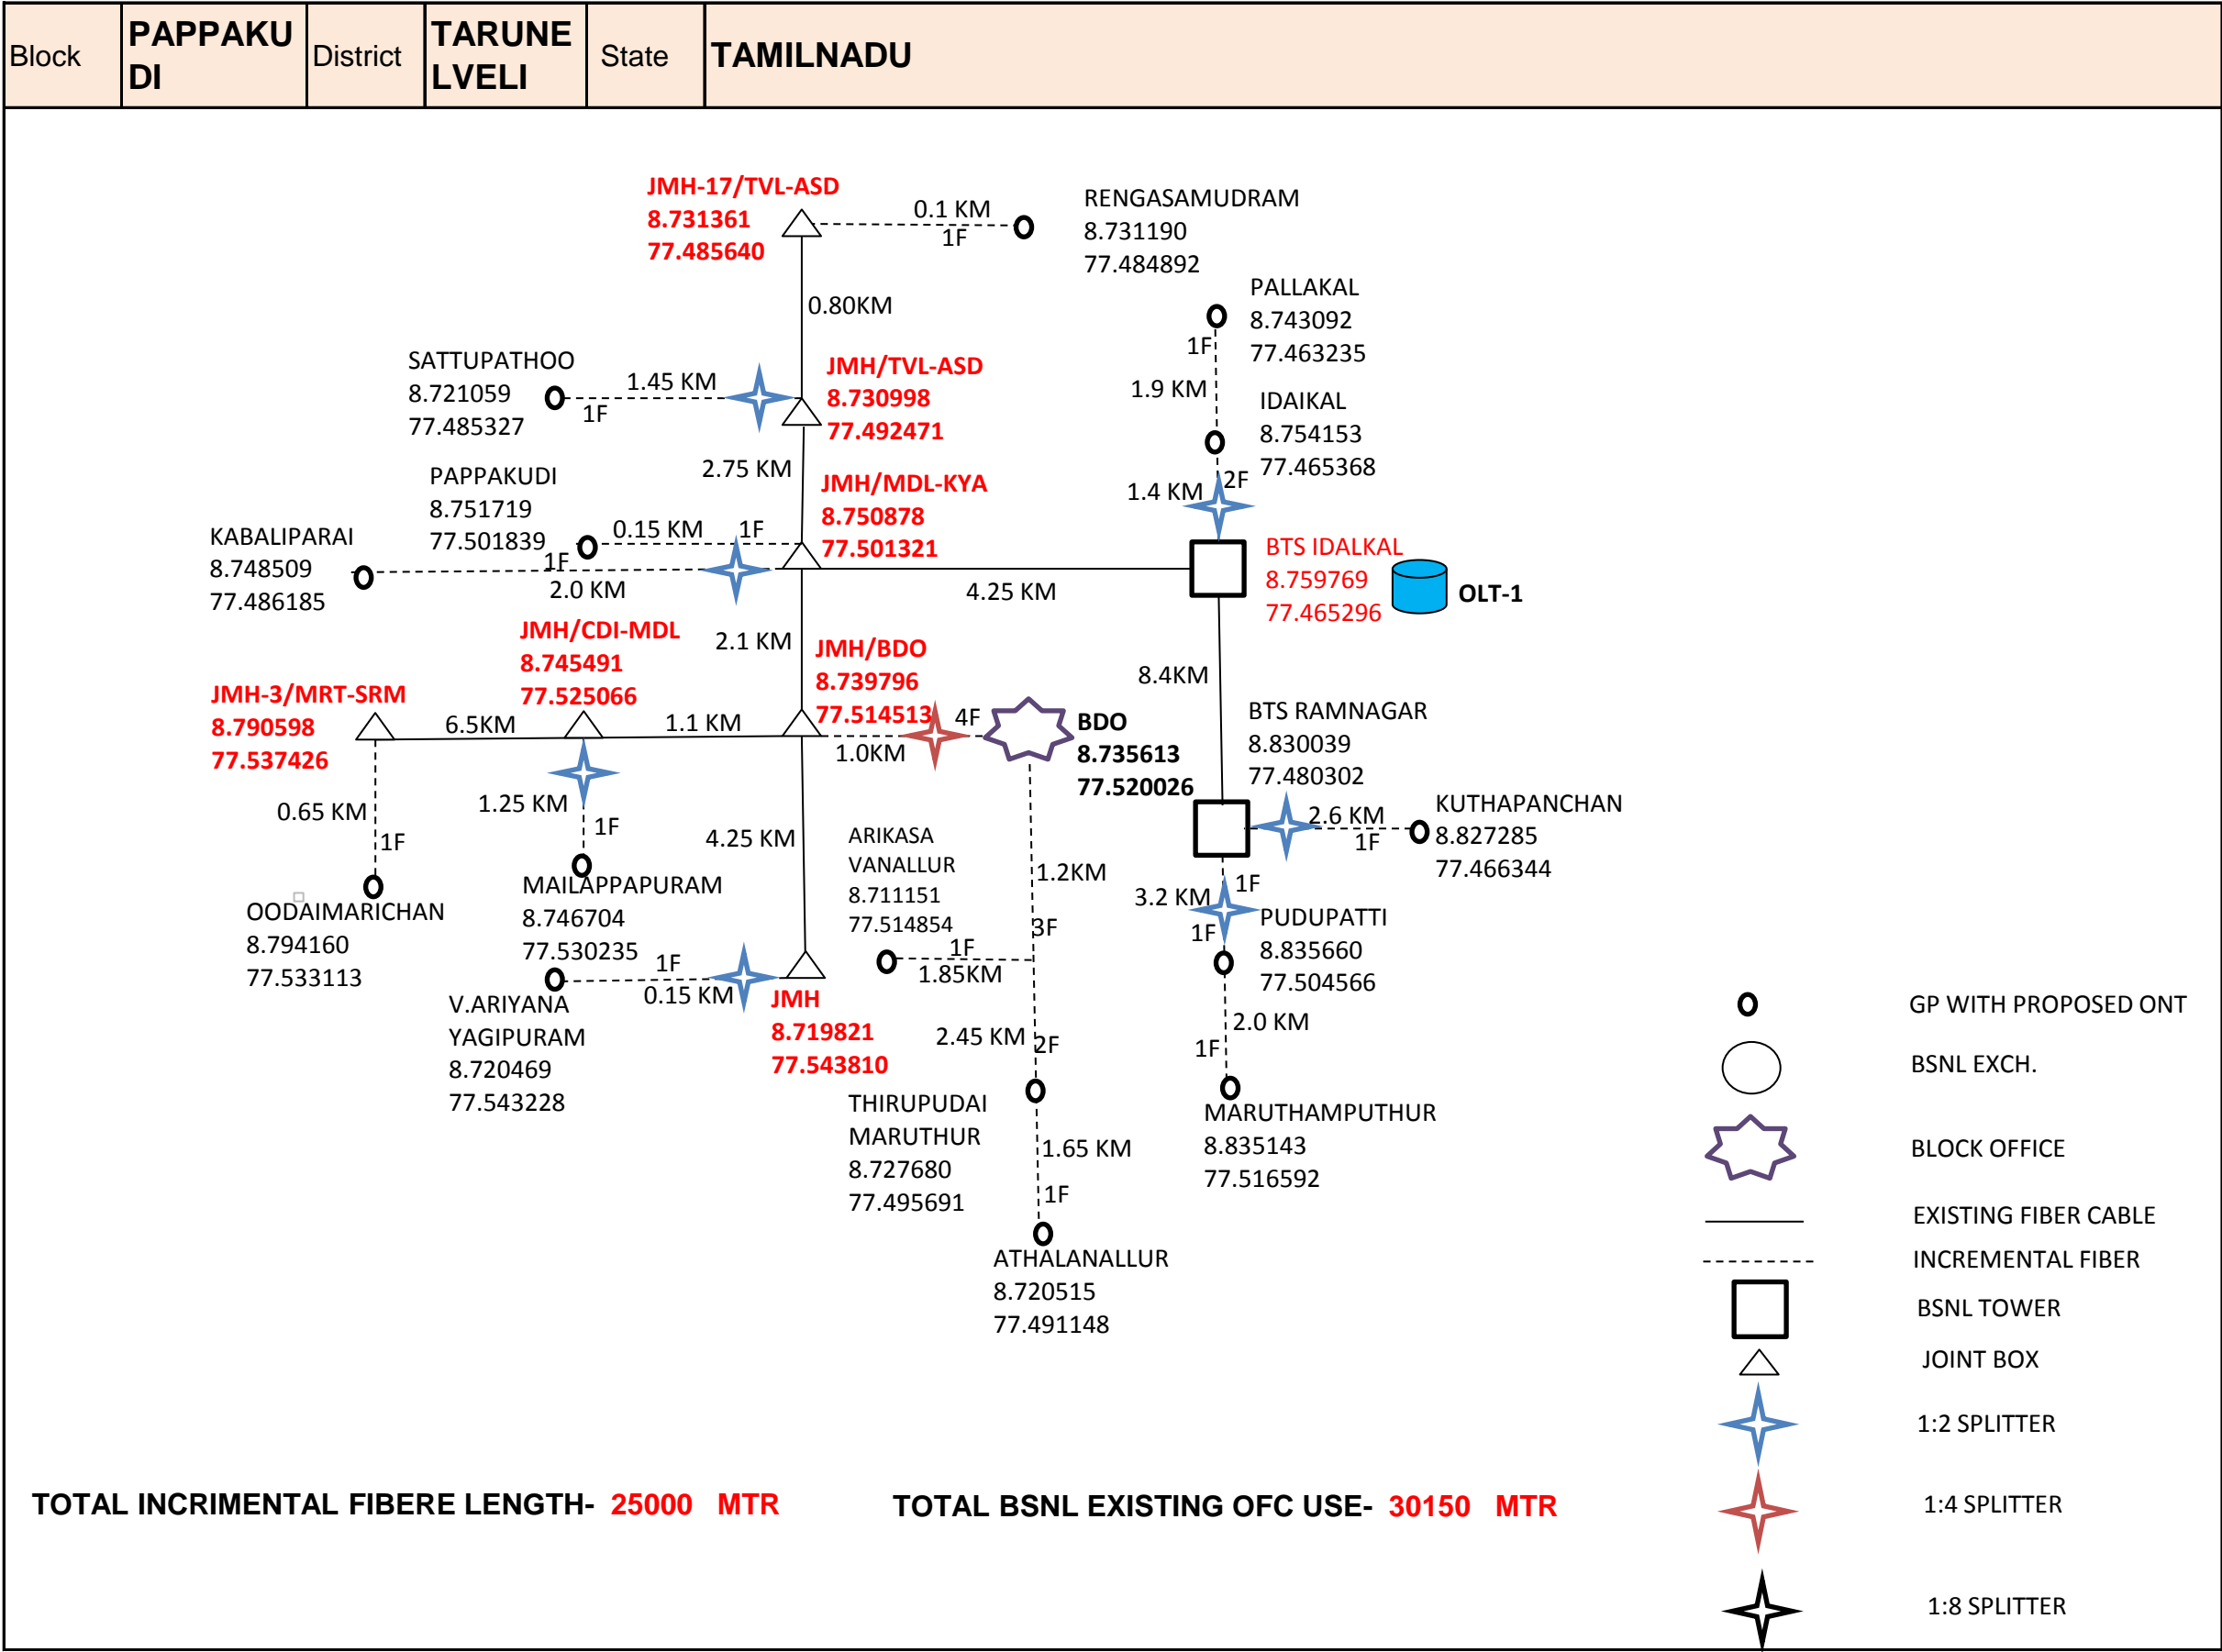 Block
PAPPAKU
DI
District
TARUNE
LVELI
State
TAMILNADU
JMH-17/TVL-ASD
8.731361
77.485640
0.1 KM
1F
RENGASAMUDRAM
8.731190
77.484892
0.80KM
PALLAKAL
8.743092
77.463235
1F
1.9 KM
SATTUPATHOO
8.721059
77.485327
1.45 KM
1F
JMH/TVL-ASD
8.730998
77.492471
IDAIKAL
8.754153
77.465368
2F
1.4 KM
2.75 KM
PAPPAKUDI
8.751719
77.501839
0.15 KM
1F
JMH/MDL-KYA
8.750878
77.501321
KABALIPARAI
8.748509
77.486185
1F
2.0 KM
4.25 KM
BTS IDALKAL
8.759769
77.465296
OLT-1
JMH/CDI-MDL
8.745491
77.525066
2.1 KM
JMH/BDO
8.739796
77.514513
8.4KM
JMH-3/MRT-SRM
8.790598
77.537426
6.5KM
1.1 KM
4F
1.0KM
BDO
8.735613
77.520026
BTS RAMNAGAR
8.830039
77.480302
0.65 KM
1F
1.25 KM
1F
4.25 KM
ARIKASA
VANALLUR
8.711151
77.514854
1.2KM
3F
2.6 KM
1F
KUTHAPANCHAN
8.827285
77.466344
OODAIMARICHAN
8.794160
77.533113
MAILAPPAPURAM
8.746704
77.530235
3.2 KM
1F
1F
PUDUPATTI
8.835660
77.504566
1F
1.85KM
1F
0.15 KM
V.ARIYANA
YAGIPURAM
8.720469
77.543228
JMH
8.719821
77.543810
2.45 KM
2F
2.0 KM
1F
THIRUPUDAI
MARUTHUR
8.727680
77.495691
1.65 KM
1F
MARUTHAMPUTHUR
8.835143
77.516592
ATHALANALLUR
8.720515
77.491148
GP WITH PROPOSED ONT
BSNL EXCH.
BLOCK OFFICE
EXISTING FIBER CABLE
INCREMENTAL FIBER
BSNL TOWER
JOINT BOX
1:2 SPLITTER
1:4 SPLITTER
1:8 SPLITTER
TOTAL INCRIMENTAL FIBERE LENGTH- 25000 MTR
TOTAL BSNL EXISTING OFC USE- 30150 MTR